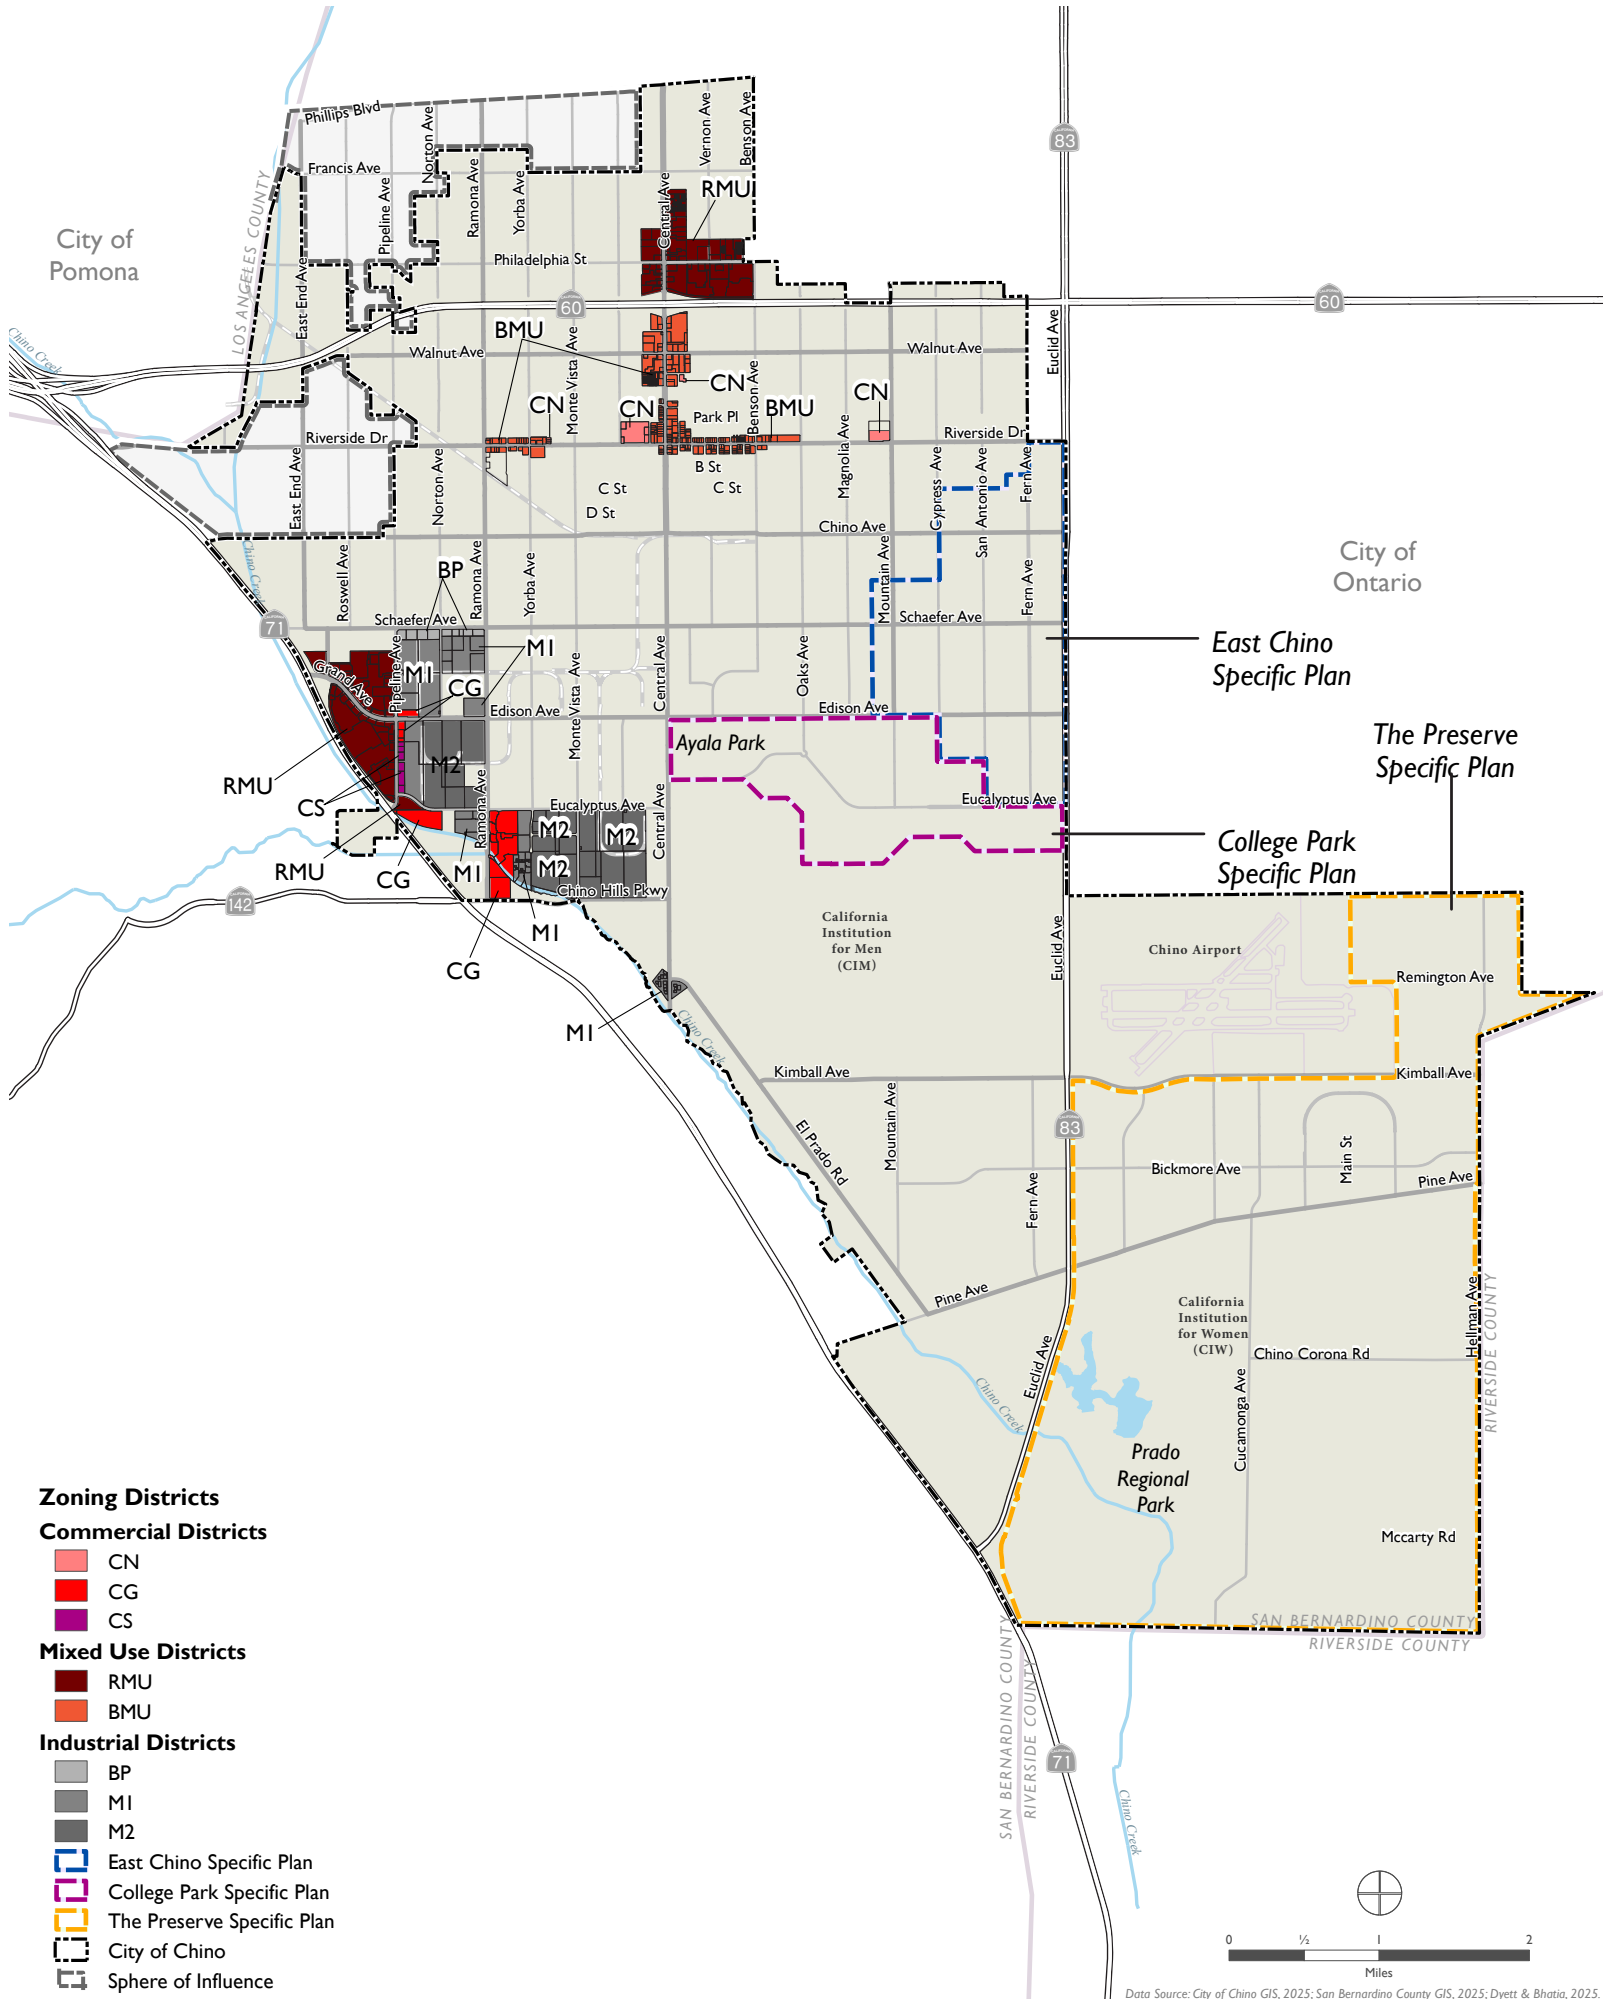 Phillips Blvd
Francis Ave
Norton Ave
Pipeline Ave
Ramona Ave
Yorba Ave
Central Ave
Vernon Ave
Benson Ave
RMU
83
LOS ANGELES COUNTY
City of
Pomona
East End Ave
Philadelphia St
60
60
Chino Creek
BMU
Walnut Ave
Monte Vista Ave
Walnut Ave
Euclid Ave
CN
CN
CN
Park Pl
Benson Ave
BMU
CN
Riverside Dr
Riverside Dr
East End Ave
Norton Ave
B St
C St
C St
D St
Magnolia Ave
Cypress Ave
San Antonio Ave
Fern Ave
Chino Ave
City of
Ontario
Chino Creek
Roswell Ave
BP
Ramona Ave
Yorba Ave
Mountain Ave
Fern Ave
71
Schaefer Ave
Schaefer Ave
Grand Ave
Pipeline Ave
M1
M1
CG
Monte Vista Ave
Central Ave
Oaks Ave
East Chino
Specific Plan
Edison Ave
Edison Ave
Ayala Park
The Preserve
Specific Plan
RMU
CS
M2
Ramona Ave
Eucalyptus Ave
Central Ave
Eucalyptus Ave
M2
M2
M2
College Park
Specific Plan
RMU
CG
M1
Chino Hills Pkwy
142
M1
CG
California
Institution
for Men
(CIM)
Euclid Ave
Chino Airport
Remington Ave
M1
Chino Creek
Kimball Ave
Kimball Ave
83
El Prado Rd
Mountain Ave
Fern Ave
Bickmore Ave
Main St
Pine Ave
Pine Ave
California
Institution
for Women
(CIW)
Hellman Ave
RIVERSIDE COUNTY
Chino Corona Rd
Euclid Ave
Cucamonga Ave
Chino Creek
Prado
Regional
Park
Mccarty Rd
SAN BERNARDINO COUNTY
RIVERSIDE COUNTY
SAN BERNARDINO COUNTY
RIVERSIDE COUNTY
71
Chino Creek
Zoning Districts
Commercial Districts
CN
CG
CS
Mixed Use Districts
RMU
BMU
Industrial Districts
BP
M1
M2
East Chino Specific Plan
College Park Specific Plan
The Preserve Specific Plan
City of Chino
Sphere of Influence
0 ½ 1 2
Miles
Data Source: City of Chino GIS, 2025; San Bernardino County GIS, 2025; Dyett & Bhatia, 2025.